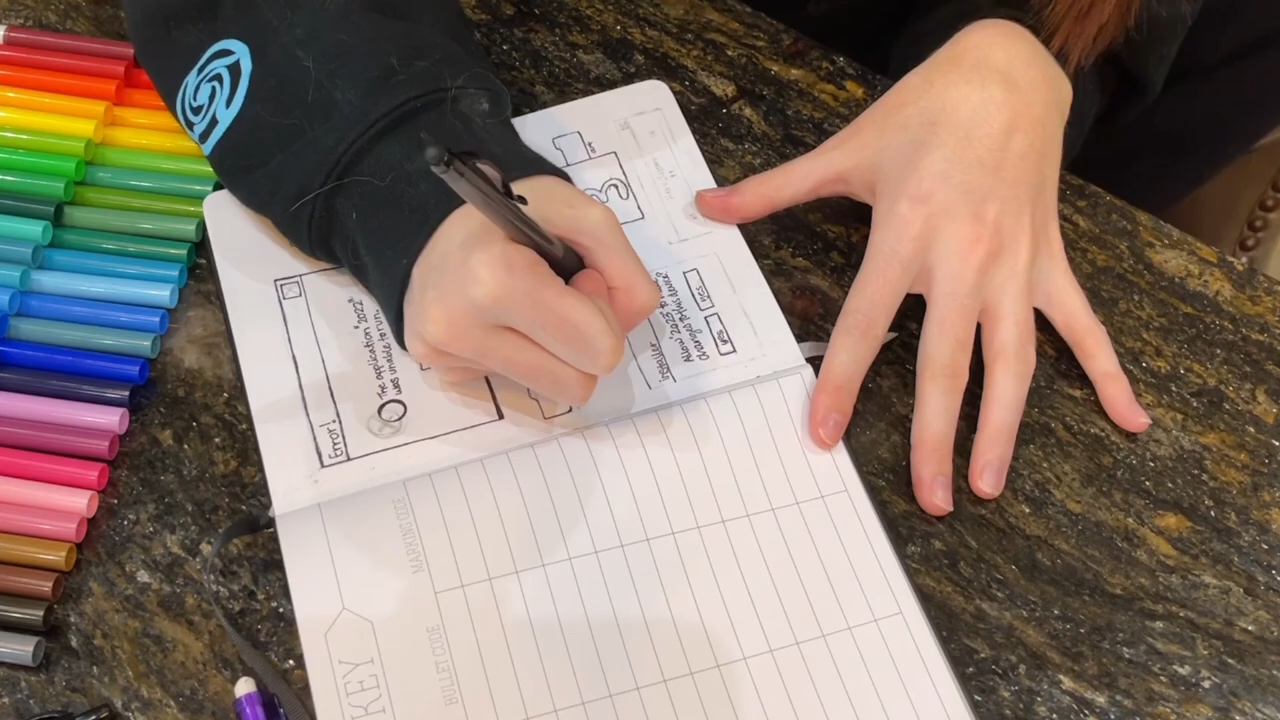 Error!
The application "2022"
was unable to run.
3
installer
Allow "2023" to
changes to this device?
yes
yes
KEY
MARKING CODE
BULLET CODE